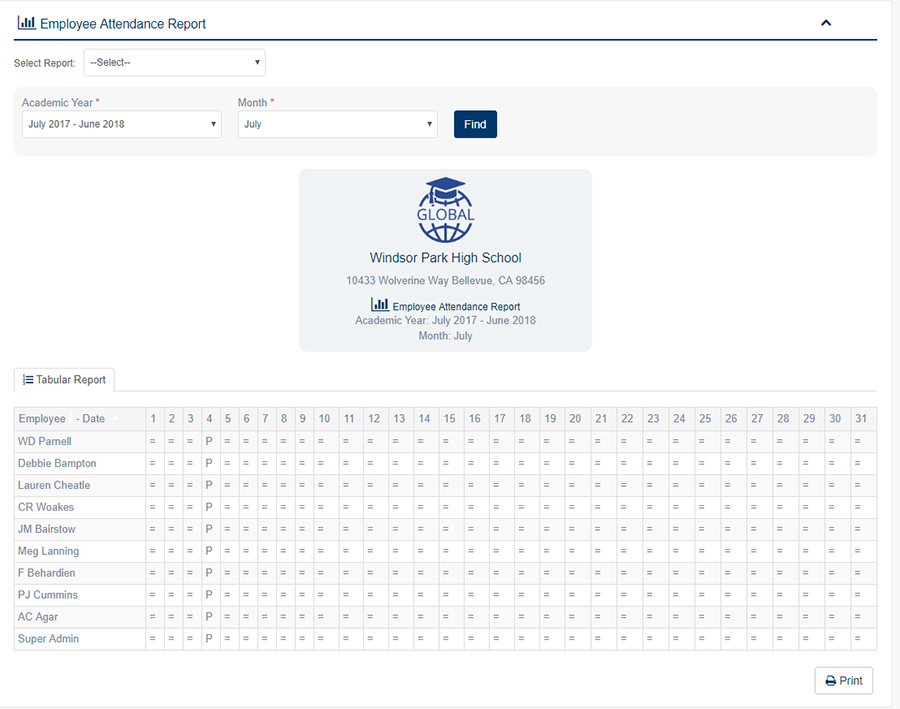 Employee Attendance Report
Select Report: --Select--
Academic Year * Month *
July 2017 - June 2018 July Find
GLOBAL
Windsor Park High School
10433 Wolverine Way Bellevue, CA 98456
Employee Attendance Report
Academic Year: July 2017 - June 2018
Month: July
Tabular Report
Employee - Date 1 2 3 4 5 6 7 8 9 10 11 12 13 14 15 16 17 18 19 20 21 22 23 24 25 26 27 28 29 30 31
WD Parnell = = = P = = = = = = = = = = = = = = = = = = = = = = = = = = =
Debbie Bampton = = = P = = = = = = = = = = = = = = = = = = = = = = = = = = =
Lauren Cheatle = = = P = = = = = = = = = = = = = = = = = = = = = = = = = = =
CR Woakes = = = P = = = = = = = = = = = = = = = = = = = = = = = = = = =
JM Bairstow = = = P = = = = = = = = = = = = = = = = = = = = = = = = = = =
Meg Lanning = = = P = = = = = = = = = = = = = = = = = = = = = = = = = = =
F Behardien = = = P = = = = = = = = = = = = = = = = = = = = = = = = = = =
PJ Cummins = = = P = = = = = = = = = = = = = = = = = = = = = = = = = = =
AC Agar = = = P = = = = = = = = = = = = = = = = = = = = = = = = = = =
Super Admin = = = P = = = = = = = = = = = = = = = = = = = = = = = = = = =
Print